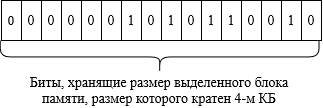 0 0 0 0 0 0 1 0 1 0 1 1 0 0 1 0
Биты, хранящие размер выделенного блока
памяти, размер которого кратен 4-м КБ